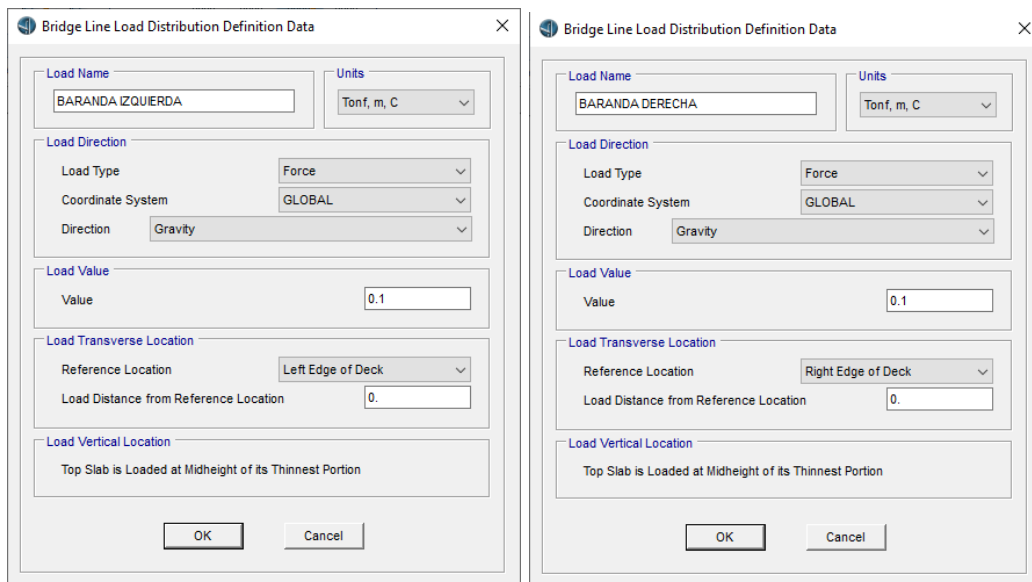 Bridge Line Load Distribution Definition Data
Load Name
Units
BARANDA IZQUIERDA
Tonf, m, C
Load Direction
Load Type
Force
Coordinate System
GLOBAL
Direction
Gravity
Load Value
Value
0.1
Load Transverse Location
Reference Location
Left Edge of Deck
Load Distance from Reference Location
0.
Load Vertical Location
Top Slab is Loaded at Midheight of its Thinnest Portion
OK
Cancel
Bridge Line Load Distribution Definition Data
Load Name
Units
BARANDA DERECHA
Tonf, m, C
Load Direction
Load Type
Force
Coordinate System
GLOBAL
Direction
Gravity
Load Value
Value
0.1
Load Transverse Location
Reference Location
Right Edge of Deck
Load Distance from Reference Location
0.
Load Vertical Location
Top Slab is Loaded at Midheight of its Thinnest Portion
OK
Cancel